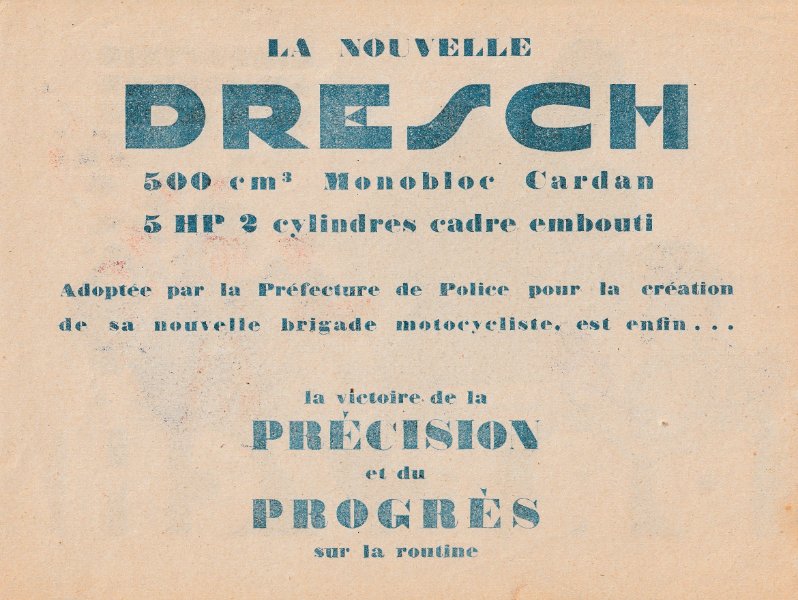 LA NOUVELLE
DRESCH
500 cm³ Monobloc Cardan
5 HP 2 cylindres cadre embouti
Adoptée par la Préfecture de Police pour la création
de sa nouvelle brigade motocycliste, est enfin...
la victoire de la
PRÉCISION
et du
PROGRÈS
sur la routine